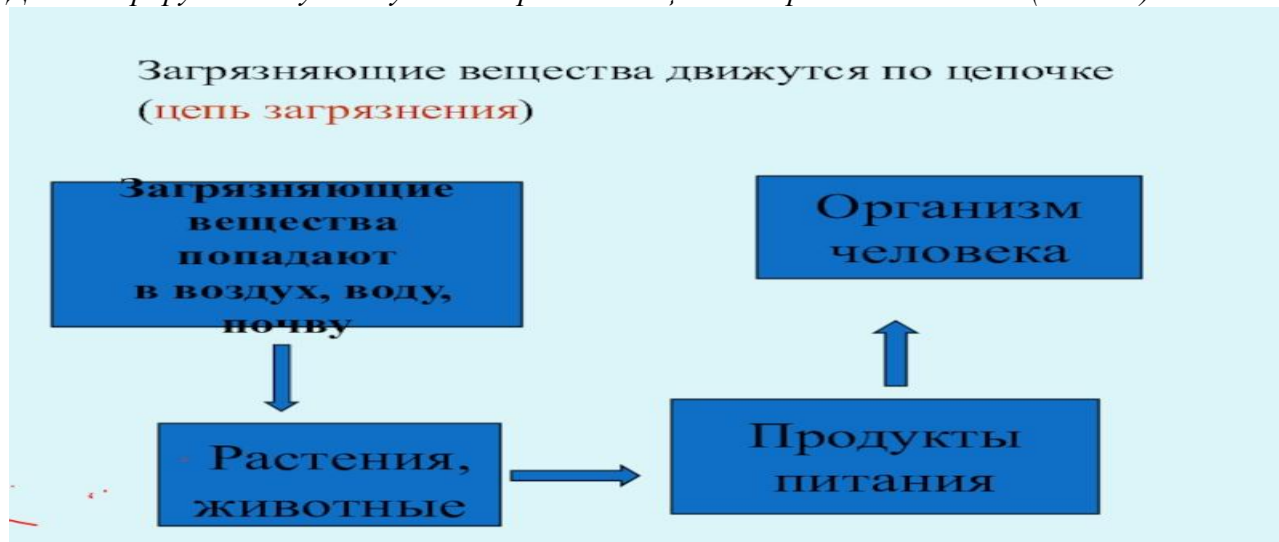 Загрязняющие вещества движутся по цепочке
(цепь загрязнения)
Загрязняющие
вещества
попадают
в воздух, воду,
почву
Организм
человека
Растения,
животные
Продукты
питания